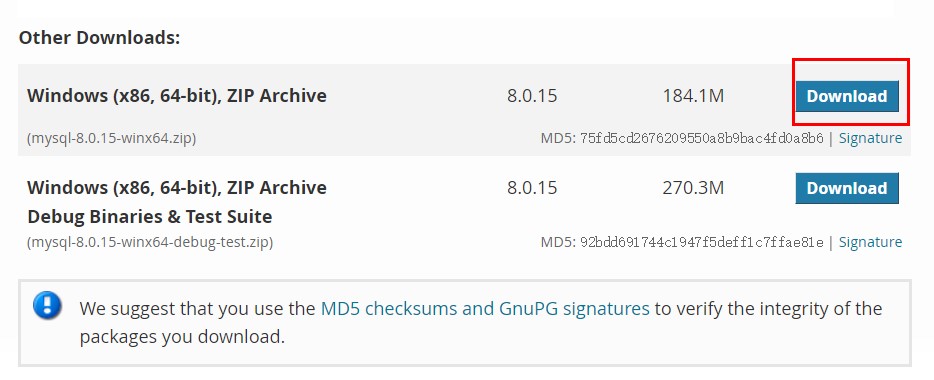 Other Downloads:
Windows (x86, 64-bit), ZIP Archive 8.0.15 184.1M Download
(mysql-8.0.15-winx64.zip) MD5: 75fd5cd2676209550a8b9bac4fd0a8b6 | Signature
Windows (x86, 64-bit), ZIP Archive 8.0.15 270.3M Download
Debug Binaries & Test Suite
(mysql-8.0.15-winx64-debug-test.zip) MD5: 92bdd691744c1947f5deff1c7ffae81e | Signature
We suggest that you use the MD5 checksums and GnuPG signatures to verify the integrity of the
packages you download.